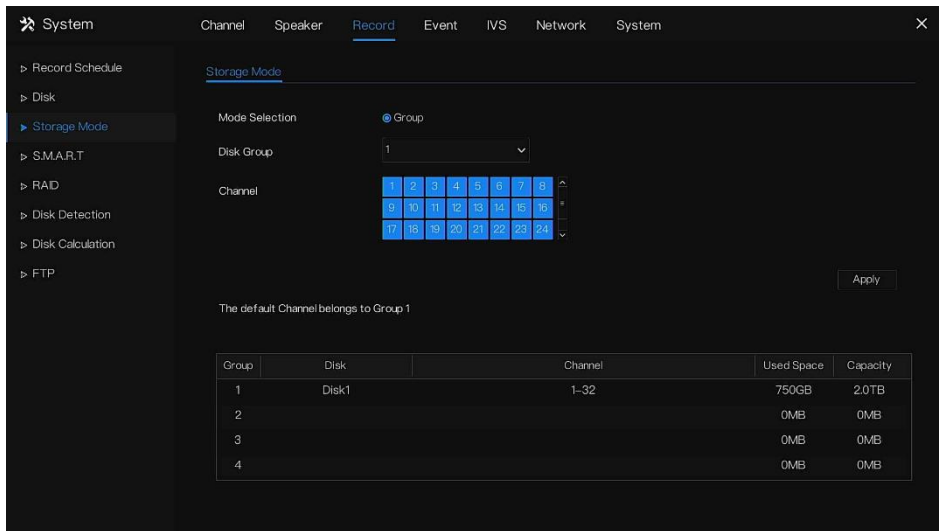 System Channel Speaker Record Event IVS Network System
Record Schedule
Disk
Storage Mode
S.M.A.R.T
RAID
Disk Detection
Disk Calculation
FTP
Storage Mode
Mode Selection Group
Disk Group 1
Channel
1 2 3 4 5 6 7 8
9 10 11 12 13 14 15 16
17 18 19 20 21 22 23 24
Apply
The default Channel belongs to Group 1
Group Disk Channel Used Space Capacity
1 Disk1 1-32 750GB 2.0TB
2 0MB 0MB
3 0MB 0MB
4 0MB 0MB